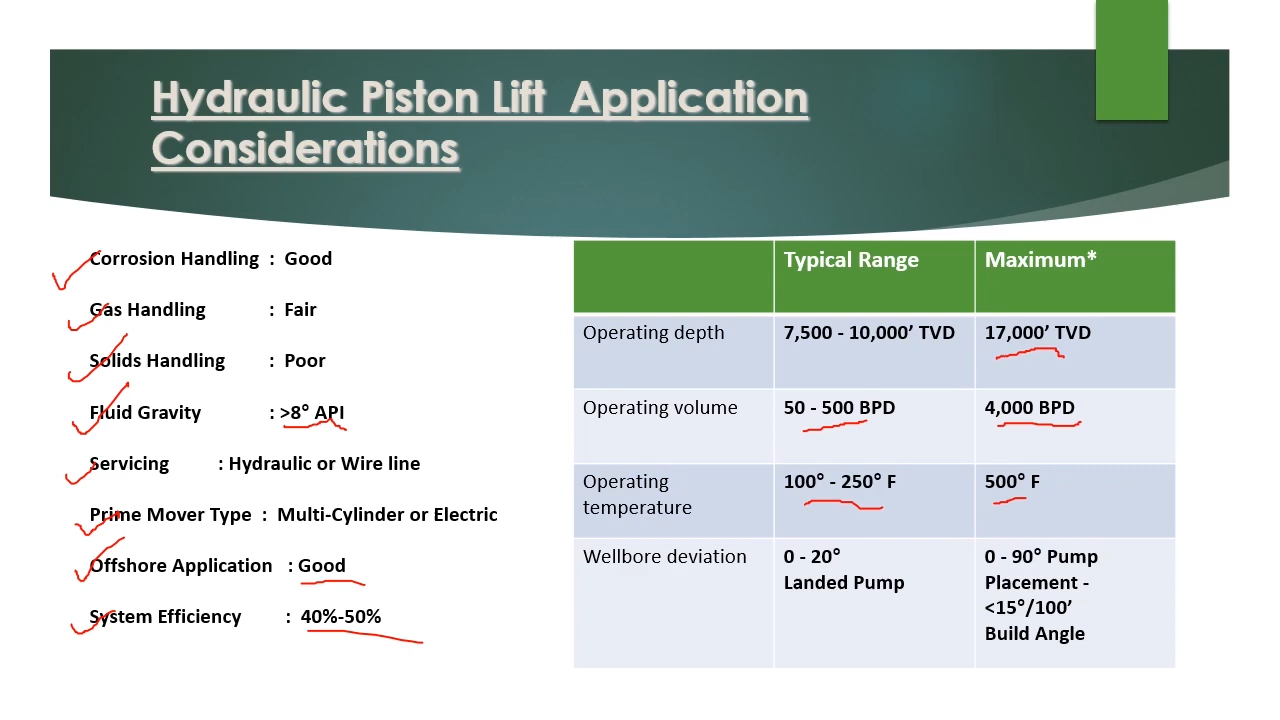 Hydraulic Piston Lift Application
Considerations
Corrosion Handling : Good
Gas Handling : Fair
Solids Handling : Poor
Fluid Gravity : >8° API
Servicing : Hydraulic or Wire line
Prime Mover Type : Multi-Cylinder or Electric
Offshore Application : Good
System Efficiency : 40%-50%
Typical Range Maximum*
Operating depth 7,500 - 10,000’ TVD 17,000’ TVD
Operating volume 50 - 500 BPD 4,000 BPD
Operating 100° - 250° F 500° F
temperature
Wellbore deviation 0 - 20° 0 - 90° Pump
Landed Pump Placement -
<15°/100’
Build Angle